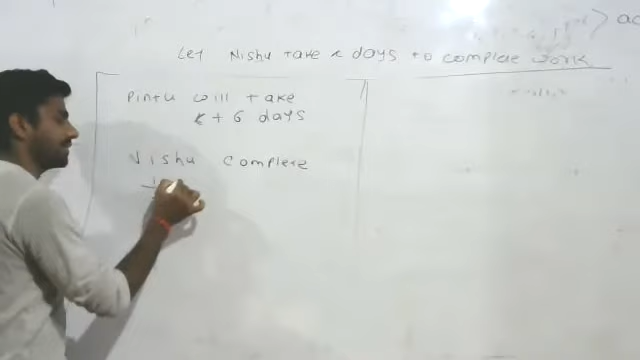 Let Nishu take x days to complete work
Pintu will take
x + 6 days
Nishu complete